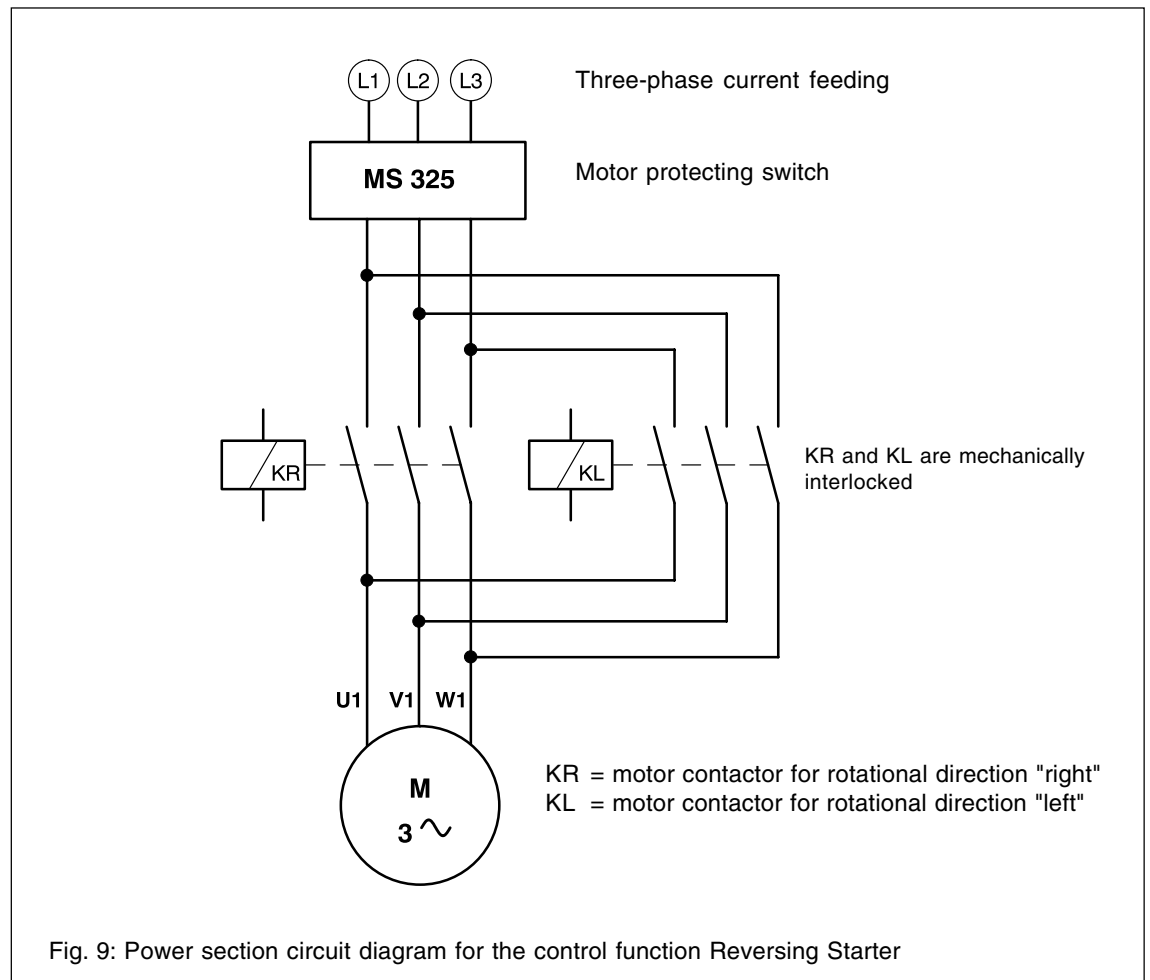 L1 L2 L3 Three-phase current feeding
MS 325 Motor protecting switch
KR KL KR and KL are mechanically
interlocked
U1 V1 W1
M
3
KR = motor contactor for rotational direction "right"
KL = motor contactor for rotational direction "left"
Fig. 9: Power section circuit diagram for the control function Reversing Starter